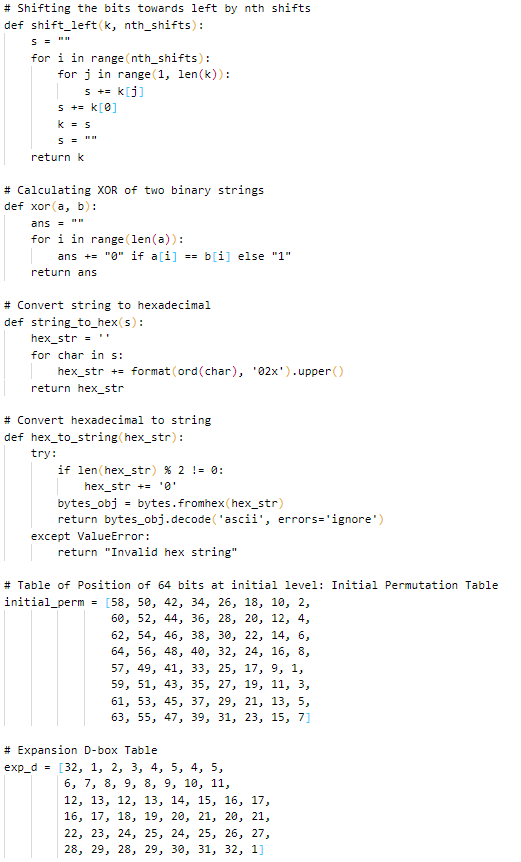 # Shifting the bits towards left by nth shifts
def shift_left(k, nth_shifts):
    s = ""
    for i in range(nth_shifts):
        for j in range(1, len(k)):
            s += k[j]
        s += k[0]
        k = s
        s = ""
    return k

# Calculating XOR of two binary strings
def xor(a, b):
    ans = ""
    for i in range(len(a)):
        ans += "0" if a[i] == b[i] else "1"
    return ans

# Convert string to hexadecimal
def string_to_hex(s):
    hex_str = ''
    for char in s:
        hex_str += format(ord(char), '02x').upper()
    return hex_str

# Convert hexadecimal to string
def hex_to_string(hex_str):
    try:
        if len(hex_str) % 2 != 0:
            hex_str += '0'
        bytes_obj = bytes.fromhex(hex_str)
        return bytes_obj.decode('ascii', errors='ignore')
    except ValueError:
        return "Invalid hex string"

# Table of Position of 64 bits at initial level: Initial Permutation Table
initial_perm = [58, 50, 42, 34, 26, 18, 10, 2,
                60, 52, 44, 36, 28, 20, 12, 4,
                62, 54, 46, 38, 30, 22, 14, 6,
                64, 56, 48, 40, 32, 24, 16, 8,
                57, 49, 41, 33, 25, 17, 9, 1,
                59, 51, 43, 35, 27, 19, 11, 3,
                61, 53, 45, 37, 29, 21, 13, 5,
                63, 55, 47, 39, 31, 23, 15, 7]

# Expansion D-box Table
exp_d = [32, 1, 2, 3, 4, 5, 4, 5,
         6, 7, 8, 9, 8, 9, 10, 11,
         12, 13, 12, 13, 14, 15, 16, 17,
         16, 17, 18, 19, 20, 21, 20, 21,
         22, 23, 24, 25, 24, 25, 26, 27,
         28, 29, 28, 29, 30, 31, 32, 1]